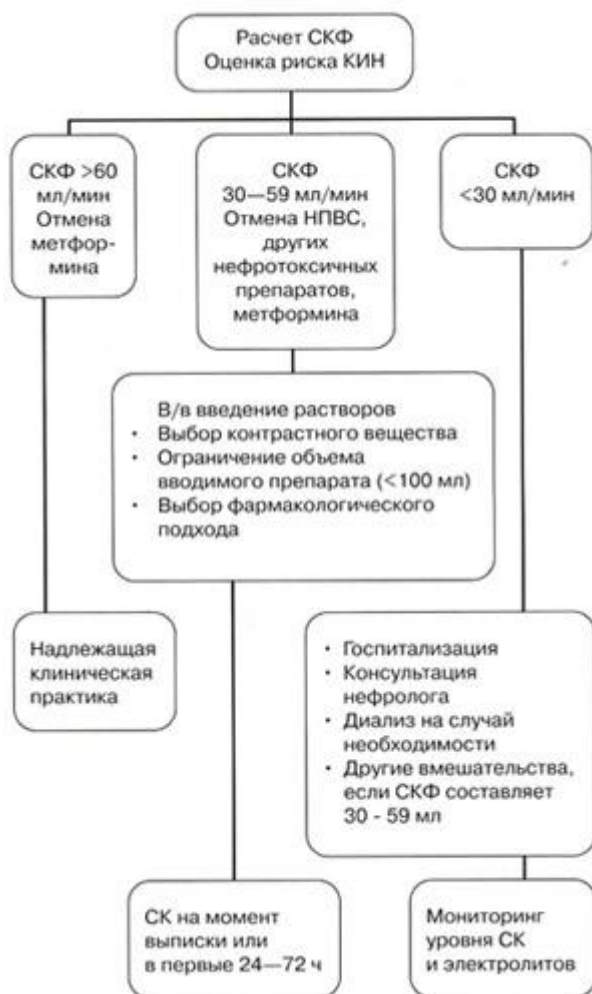 Расчет СКФ
Оценка риска КИН
СКФ >60
мл/мин
Отмена
метфор-
мина
СКФ
30—59 мл/мин
Отмена НПВС,
других
нефротоксичных
препаратов,
метформина
СКФ
<30 мл/мин
В/в введение растворов
• Выбор контрастного вещества
• Ограничение объема
вводимого препарата (<100 мл)
• Выбор фармакологического
подхода
Надлежащая
клиническая
практика
• Госпитализация
• Консультация
нефролога
• Диализ на случай
необходимости
• Другие вмешательства,
если СКФ составляет
30 - 59 мл
СК на момент
выписки или
в первые 24—72 ч
Мониторинг
уровня СК
и электролитов